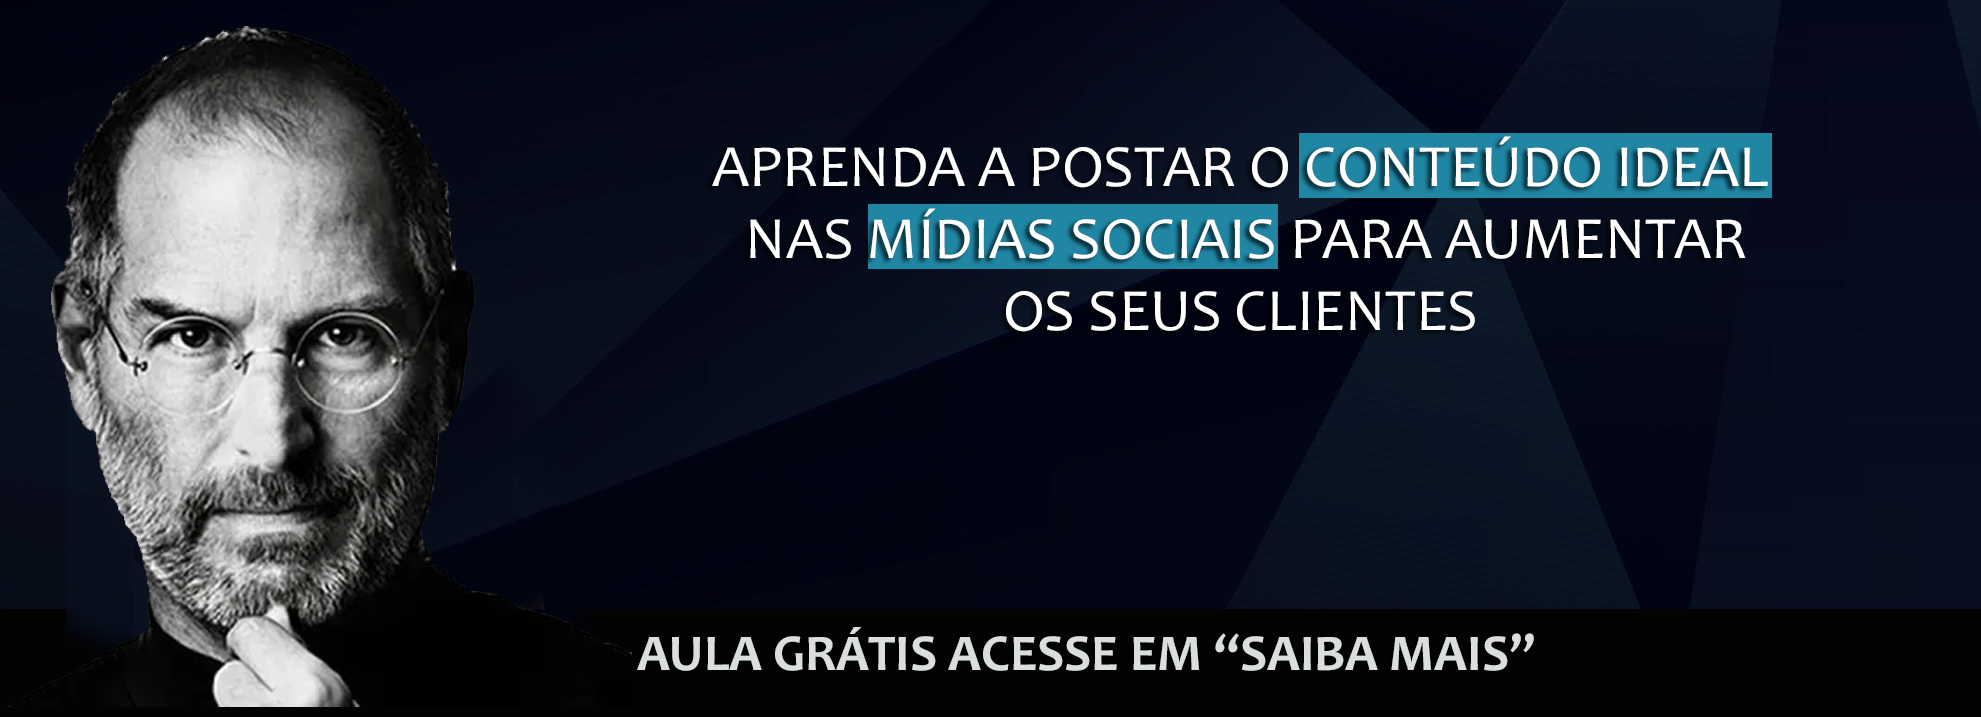 APRENDA A POSTAR O CONTEÚDO IDEAL
NAS MÍDIAS SOCIAIS PARA AUMENTAR
OS SEUS CLIENTES
AULA GRÁTIS ACESSE EM “SAIBA MAIS”